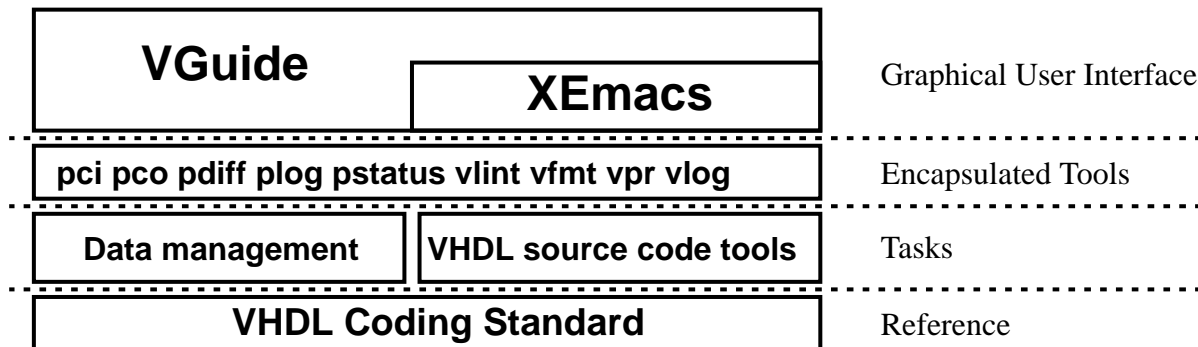 VGuide
XEmacs
Graphical User Interface
pci pco pdiff plog pstatus vlint vfmt vpr vlog
Encapsulated Tools
Data management
VHDL source code tools
Tasks
VHDL Coding Standard
Reference